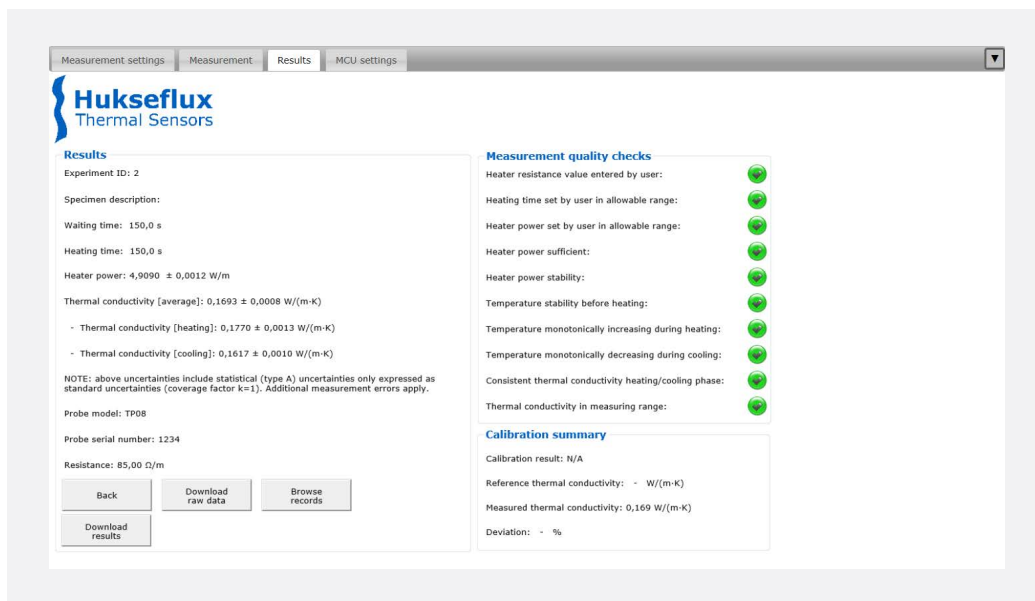 Measurement settings
Measurement
Results
MCU settings
Hukseflux
Thermal Sensors
Results
Experiment ID: 2
Specimen description:
Waiting time: 150,0 s
Heating time: 150,0 s
Heater power: 4,9090 ± 0,0012 W/m
Thermal conductivity [average]: 0,1693 ± 0,0008 W/(m·K)
- Thermal conductivity [heating]: 0,1770 ± 0,0013 W/(m·K)
- Thermal conductivity [cooling]: 0,1617 ± 0,0010 W/(m·K)
NOTE: above uncertainties include statistical (type A) uncertainties only expressed as
standard uncertainties (coverage factor k=1). Additional measurement errors apply.
Probe model: TP08
Probe serial number: 1234
Resistance: 85,00 Ω/m
Back
Download
raw data
Browse
records
Download
results
Measurement quality checks
Heater resistance value entered by user:
Heating time set by user in allowable range:
Heater power set by user in allowable range:
Heater power sufficient:
Heater power stability:
Temperature stability before heating:
Temperature monotonically increasing during heating:
Temperature monotonically decreasing during cooling:
Consistent thermal conductivity heating/cooling phase:
Thermal conductivity in measuring range:
Calibration summary
Calibration result: N/A
Reference thermal conductivity: - W/(m·K)
Measured thermal conductivity: 0,169 W/(m·K)
Deviation: - %